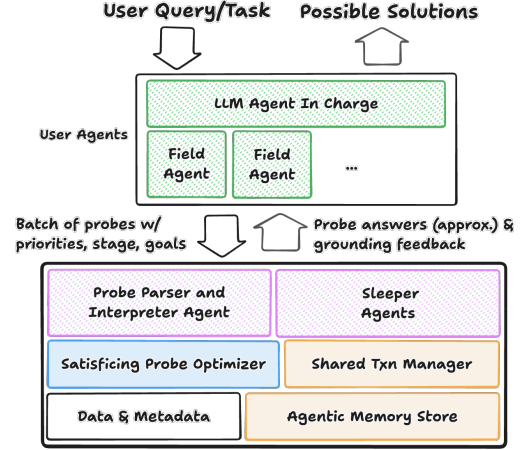 User Query/Task
Possible Solutions
LLM Agent In Charge
User Agents
Field
Agent
Field
Agent
...
Batch of probes w/
priorities, stage, goals
Probe answers (approx.) &
grounding feedback
Probe Parser and
Interpreter Agent
Sleeper
Agents
Satisficing Probe Optimizer
Shared Txn Manager
Data & Metadata
Agentic Memory Store